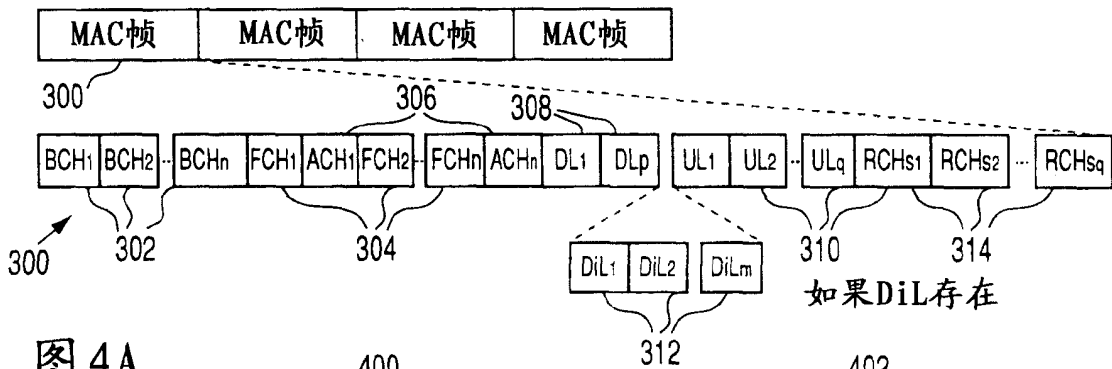 MAC帧 MAC帧 MAC帧 MAC帧
300 306 308
BCH1 BCH2 ·· BCHn FCH1 ACH1 FCH2 ·· FCHn ACHn DL1 DLp UL1 UL2 ·· ULq RCHs1 RCHs2 ··· RCHsq
300 302 304 310 314
DiL1 DiL2 DiLm
如果DiL存在
312
图 4A 400 402